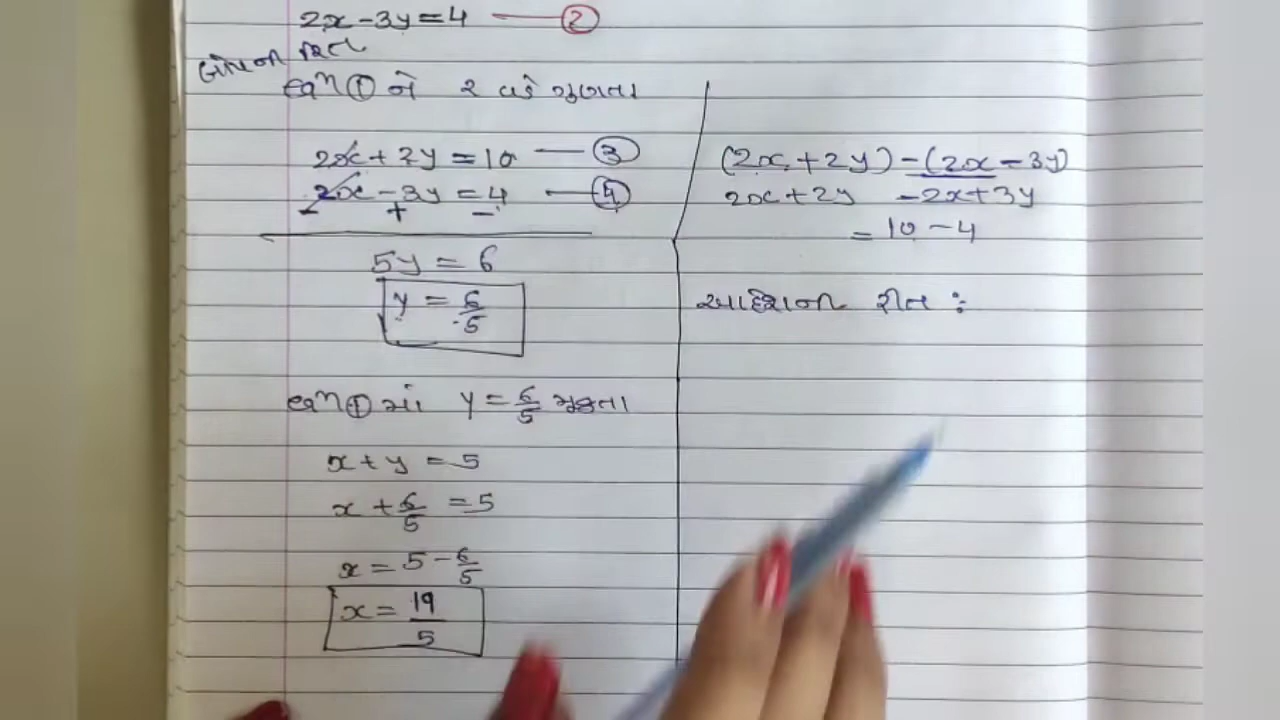 2x - 3y = 4 —— ②
લોપની રીત
eqn ① ને ૨ વડે ગુણતા
2x + 2y = 10 —— ③
2x - 3y = 4 —— ④
- + -
5y = 6
y = 6/5
eqn ① માં y = 6/5 મૂકતા
x + y = 5
x + 6/5 = 5
x = 5 - 6/5
x = 19/5
(2x + 2y) - (2x - 3y)
2x + 2y - 2x + 3y
= 10 - 4
આદેશની રીત :